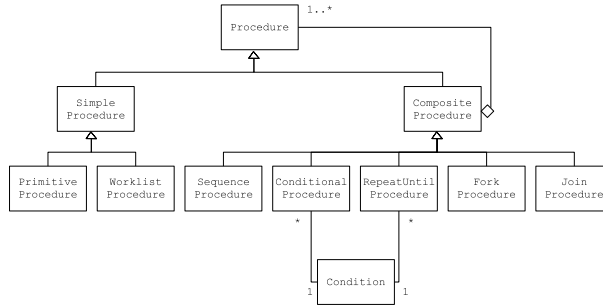 1..*
Procedure
Simple
Procedure
Composite
Procedure
Primitive
Procedure
Worklist
Procedure
Sequence
Procedure
Conditional
Procedure
RepeatUntil
Procedure
Fork
Procedure
Join
Procedure
*
*
Condition
1
1